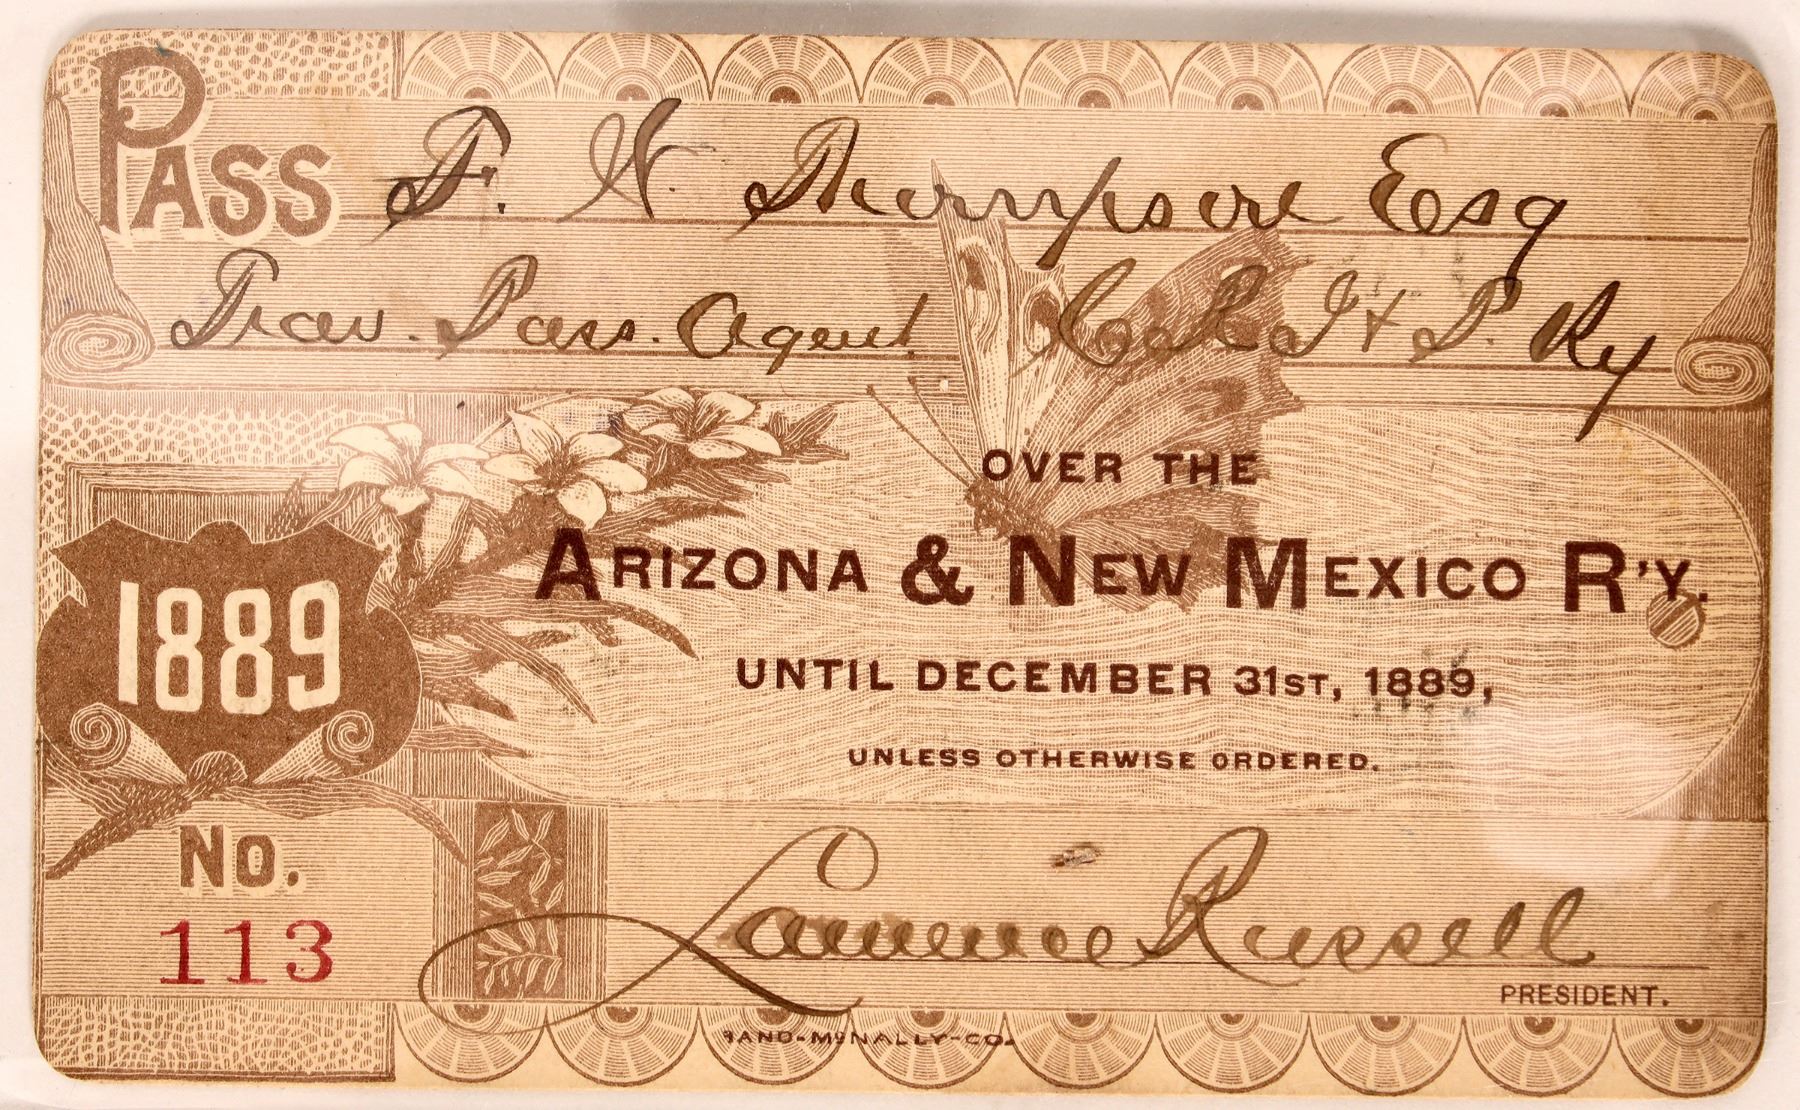 PASS F. W. Thompson Esq
Trav. Pass. Agent C. R. I + P. Ry
OVER THE
ARIZONA & NEW MEXICO R'Y.
1889
UNTIL DECEMBER 31ST, 1889,
UNLESS OTHERWISE ORDERED.
No.
113
Lawrence Russell
PRESIDENT.
RAND-McNALLY-CO.